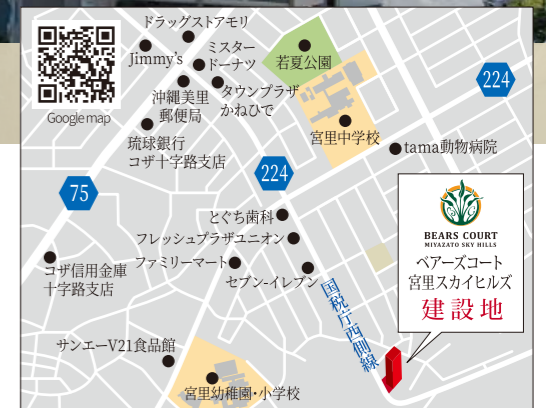 ドラッグストアモリ
Jimmy's
ミスター
ドーナツ
若夏公園
224
Google map
沖縄美里
郵便局
タウンプラザ
かねひで
宮里中学校
琉球銀行
コザ十字路支店
tama動物病院
75
224
BEARS COURT
MIYAZATO SKY HILLS
ベアーズコート
宮里スカイヒルズ
建設地
とぐち歯科
フレッシュプラザユニオン
コザ信用金庫
十字路支店
ファミリーマート
セブン-イレブン
国税庁西側線
サンエーV21食品館
宮里幼稚園・小学校